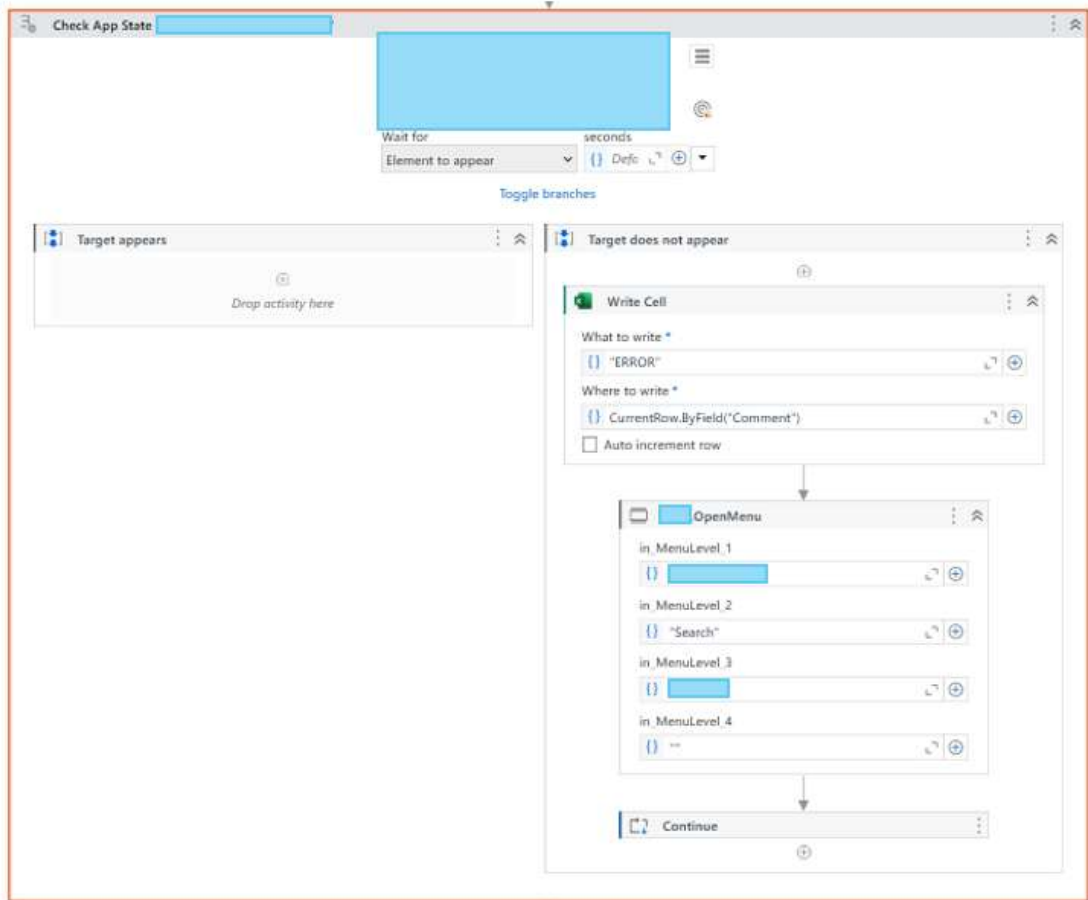 Check App State
Wait for
seconds
Element to appear
{} Defa
Toggle branches
Target appears
Drop activity here
Target does not appear
Write Cell
What to write *
{} "ERROR"
Where to write *
{} CurrentRow.ByField("Comment")
Auto increment row
OpenMenu
in_MenuLevel_1
{}
in_MenuLevel_2
{} "Search"
in_MenuLevel_3
{}
in_MenuLevel_4
{} ""
Continue